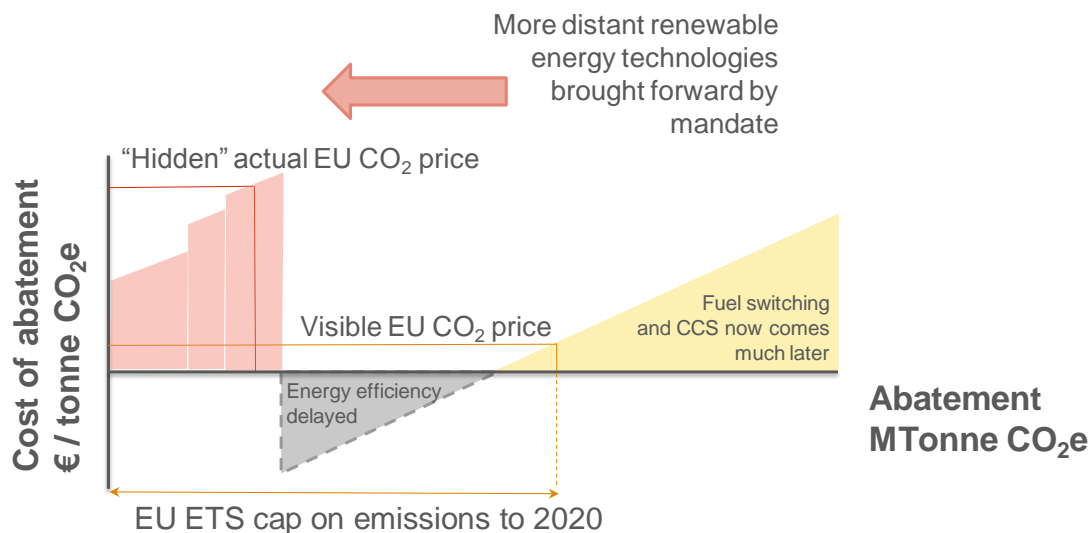 More distant renewable
energy technologies
brought forward by
mandate
“Hidden” actual EU CO₂ price
Cost of abatement
€ / tonne CO₂e
Visible EU CO₂ price
Fuel switching
and CCS now comes
much later
Energy efficiency
delayed
Abatement
MTonne CO₂e
EU ETS cap on emissions to 2020